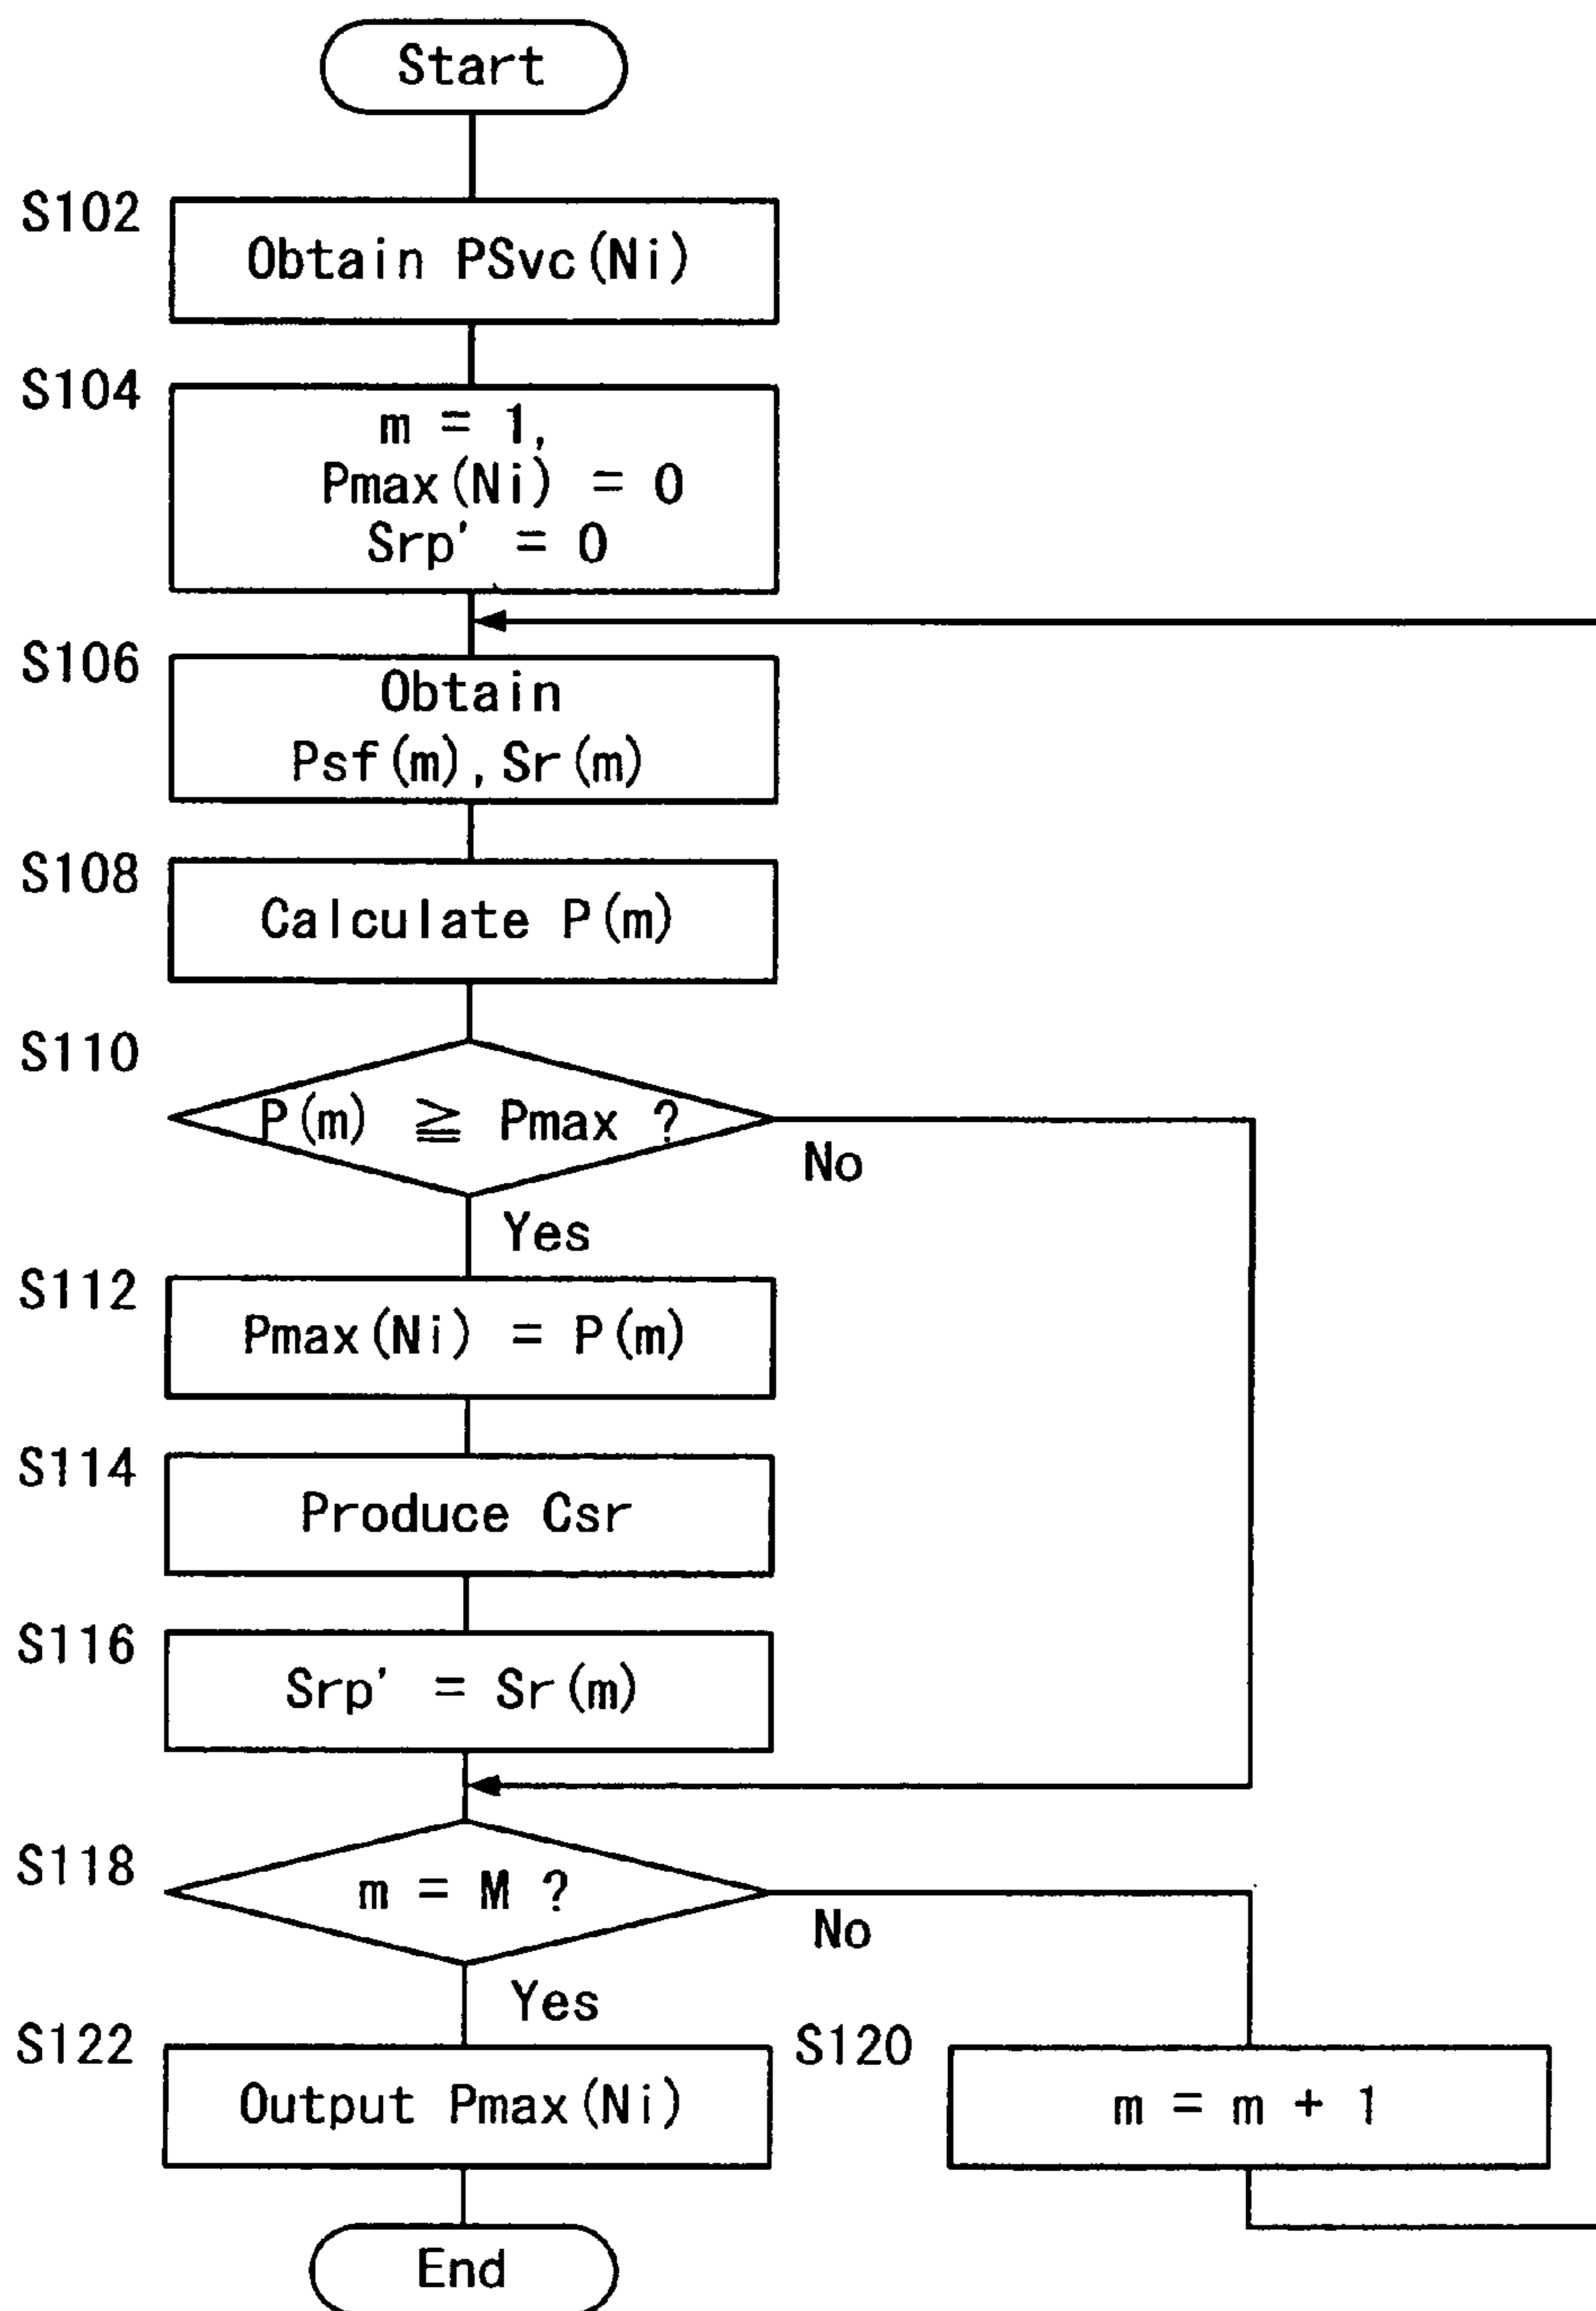 Start
S102
Obtain PSvc(Ni)
S104
m = 1,
Pmax(Ni) = 0
Srp' = 0
S106
Obtain
Psf(m),Sr(m)
S108
Calculate P(m)
S110
P(m) ≧ Pmax ?
No
Yes
S112
Pmax(Ni) = P(m)
S114
Produce Csr
S116
Srp' = Sr(m)
S118
m = M ?
No
Yes
S122
Output Pmax(Ni)
S120
m = m + 1
End